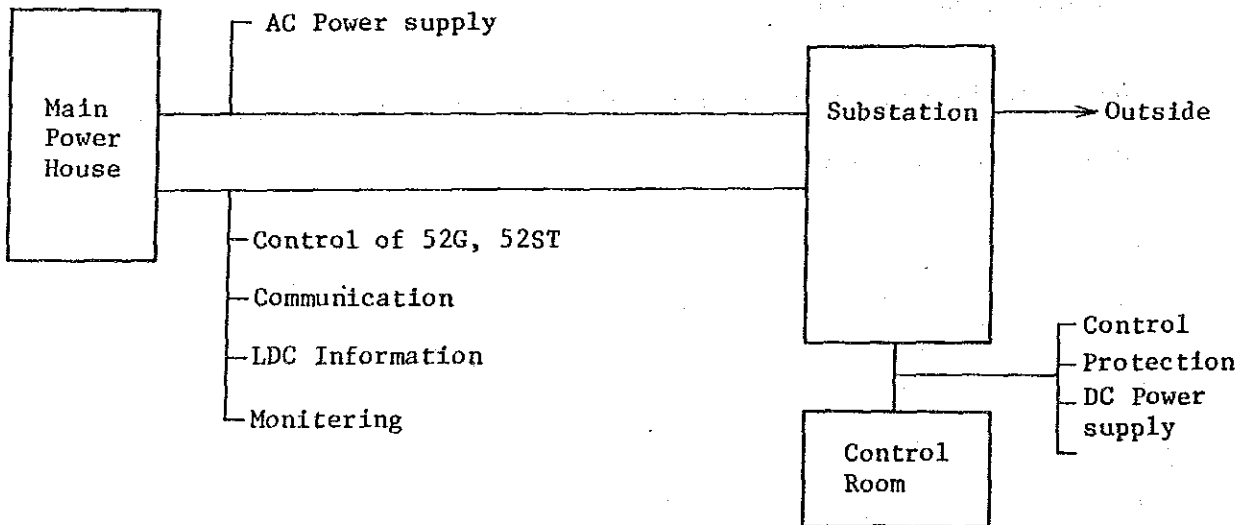 AC Power supply
Main
Power
House
Substation
Outside
Control of 52G, 52ST
Communication
LDC Information
Monitering
Control
Protection
DC Power
supply
Control
Room